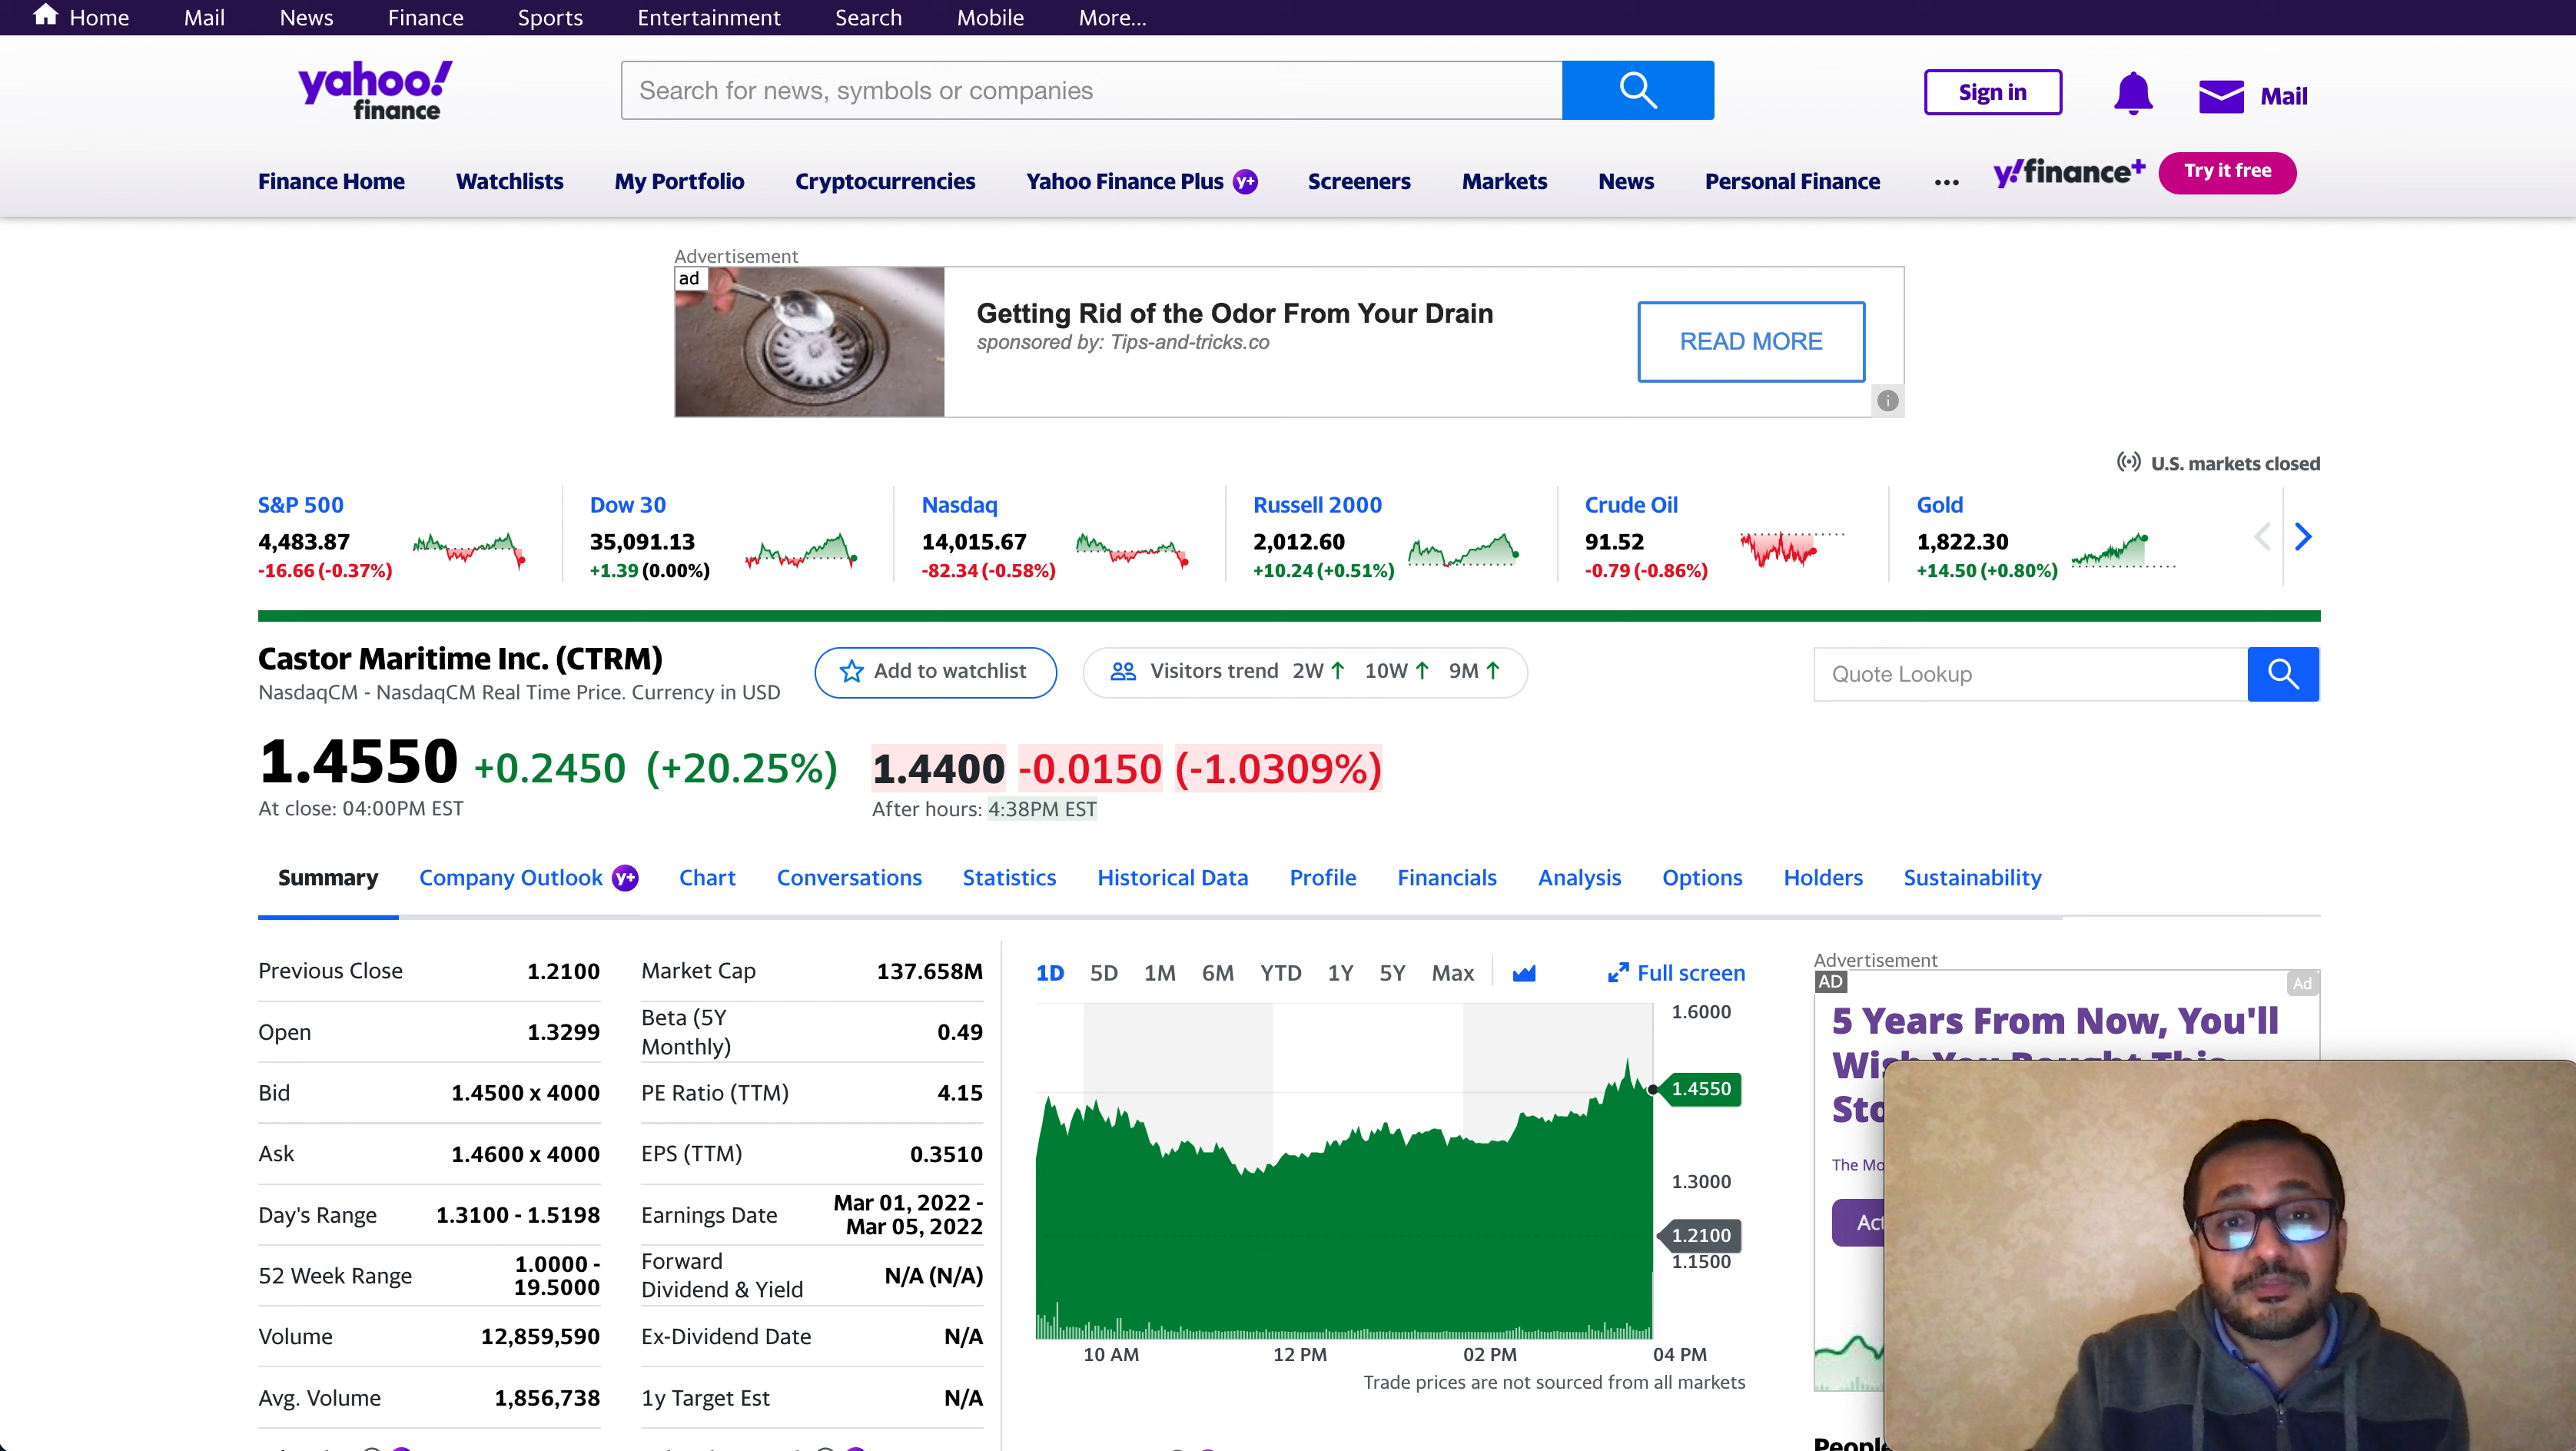 Home Mail News Finance Sports Entertainment Search Mobile More...
yahoo!
finance
Search for news, symbols or companies
Sign in
Mail
Finance Home Watchlists My Portfolio Cryptocurrencies Yahoo Finance Plus y+ Screeners Markets News Personal Finance ... y!finance+ Try it free
Advertisement
ad
Getting Rid of the Odor From Your Drain
sponsored by: Tips-and-tricks.co
READ MORE
U.S. markets closed
S&P 500
4,483.87
-16.66 (-0.37%)
Dow 30
35,091.13
+1.39 (0.00%)
Nasdaq
14,015.67
-82.34 (-0.58%)
Russell 2000
2,012.60
+10.24 (+0.51%)
Crude Oil
91.52
-0.79 (-0.86%)
Gold
1,822.30
+14.50 (+0.80%)
Castor Maritime Inc. (CTRM)
NasdaqCM - NasdaqCM Real Time Price. Currency in USD
Add to watchlist
Visitors trend 2W ↑ 10W ↑ 9M ↑
Quote Lookup
1.4550 +0.2450 (+20.25%)
At close: 04:00PM EST
1.4400 -0.0150 (-1.0309%)
After hours: 4:38PM EST
Summary Company Outlook y+ Chart Conversations Statistics Historical Data Profile Financials Analysis Options Holders Sustainability
Previous Close 1.2100
Open 1.3299
Bid 1.4500 x 4000
Ask 1.4600 x 4000
Day's Range 1.3100 - 1.5198
52 Week Range 1.0000 -
19.5000
Volume 12,859,590
Avg. Volume 1,856,738
Market Cap 137.658M
Beta (5Y
Monthly) 0.49
PE Ratio (TTM) 4.15
EPS (TTM) 0.3510
Earnings Date Mar 01, 2022 -
Mar 05, 2022
Forward
Dividend & Yield N/A (N/A)
Ex-Dividend Date N/A
1y Target Est N/A
1D 5D 1M 6M YTD 1Y 5Y Max
Full screen
1.6000
1.4550
1.3000
1.2100
1.1500
10 AM 12 PM 02 PM 04 PM
Trade prices are not sourced from all markets
Advertisement
AD
Ad
5 Years From Now, You'll
The